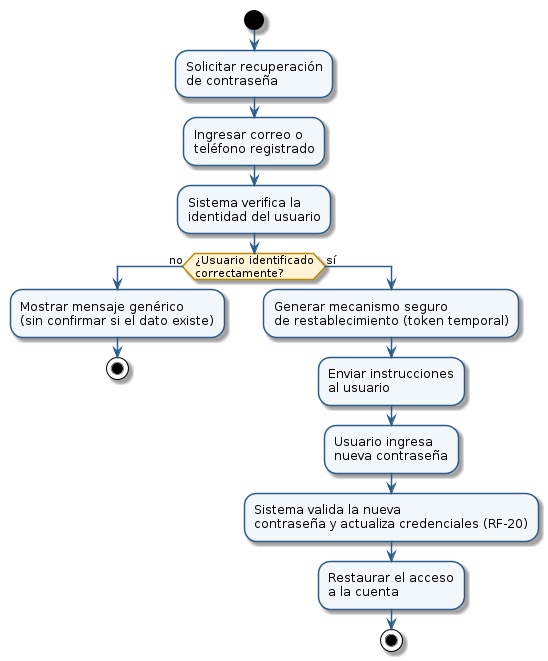 Solicitar recuperación
de contraseña
Ingresar correo o
teléfono registrado
Sistema verifica la
identidad del usuario
no
¿Usuario identificado
correctamente?
sí
Mostrar mensaje genérico
(sin confirmar si el dato existe)
Generar mecanismo seguro
de restablecimiento (token temporal)
Enviar instrucciones
al usuario
Usuario ingresa
nueva contraseña
Sistema valida la nueva
contraseña y actualiza credenciales (RF-20)
Restaurar el acceso
a la cuenta